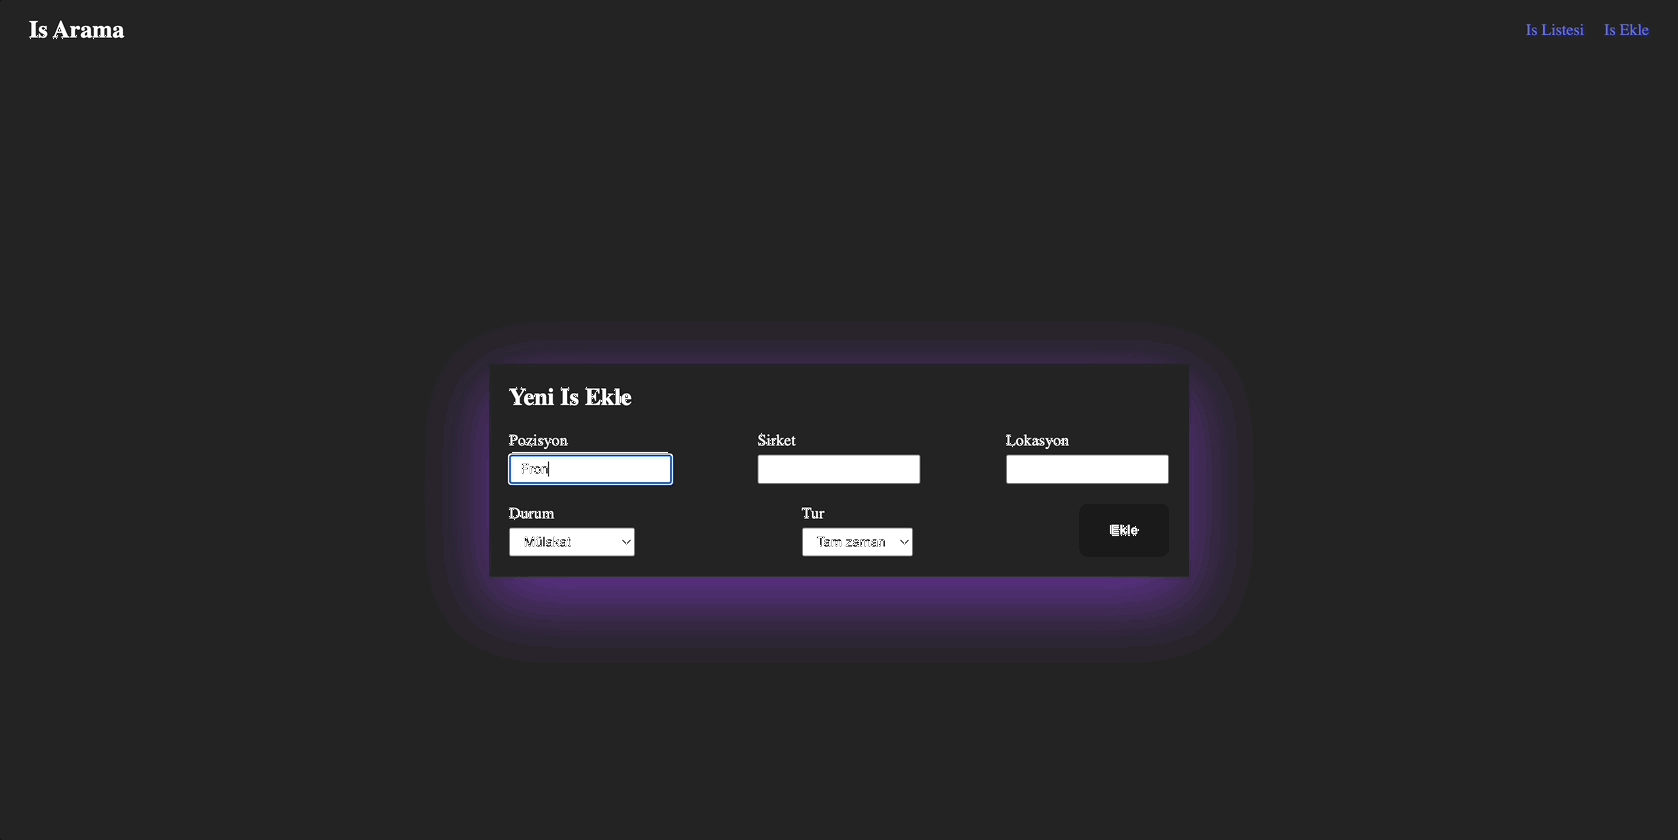 Is Arama
Is Listesi Is Ekle
Yeni Is Ekle
Pozisyon Sirket Lokasyon
Fron
Durum Tur
Mülakat Tam zaman Ekle